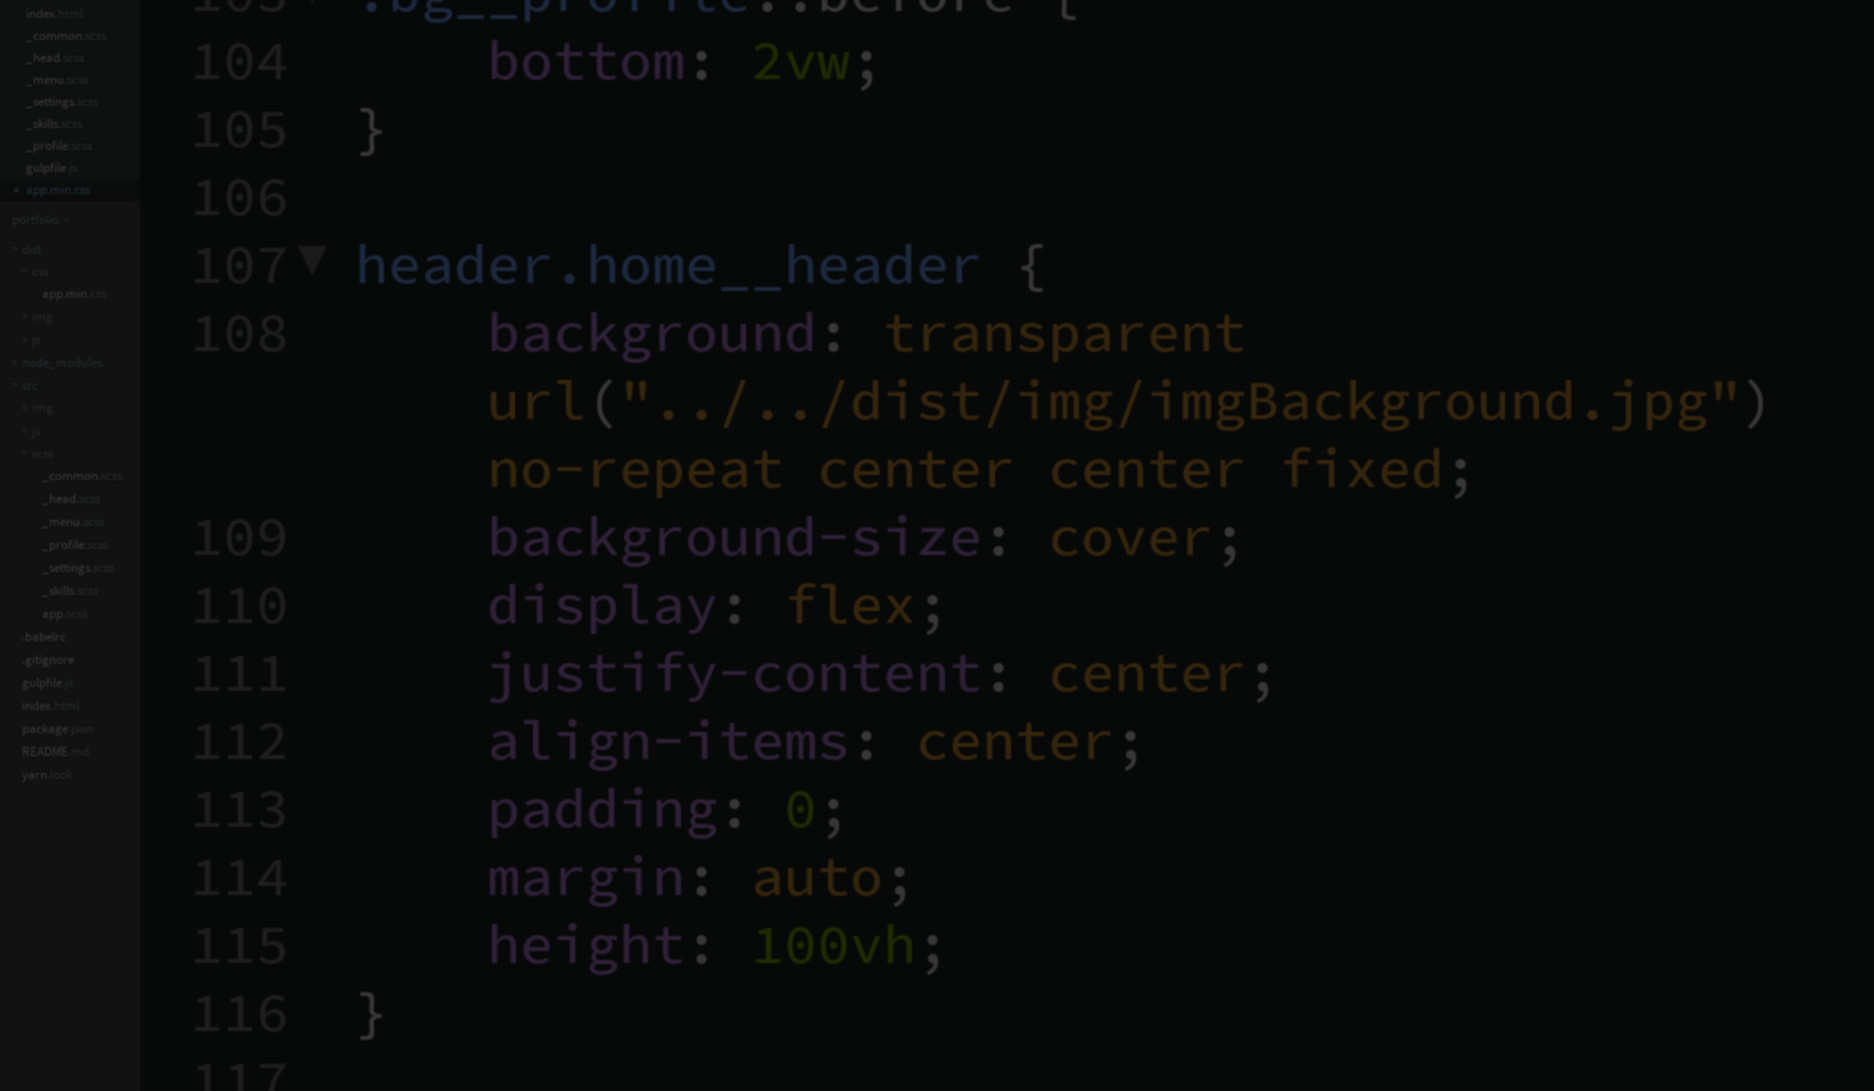 index.html
_common.scss
_head.scss
_menu.scss
_settings.scss
_skills.scss
_profile.scss
gulpfile.js
app.min.css
portfolio
dist
css
app.min.css
img
js
node_modules
src
img
js
scss
_common.scss
_head.scss
_menu.scss
_profile.scss
_settings.scss
_skills.scss
app.scss
.babelrc
.gitignore
gulpfile.js
index.html
package.json
README.md
yarn.lock
103 .bg__profile::before {
104 bottom: 2vw;
105 }
106
107 header.home__header {
108 background: transparent
url("../../dist/img/imgBackground.jpg")
no-repeat center center fixed;
109 background-size: cover;
110 display: flex;
111 justify-content: center;
112 align-items: center;
113 padding: 0;
114 margin: auto;
115 height: 100vh;
116 }
117